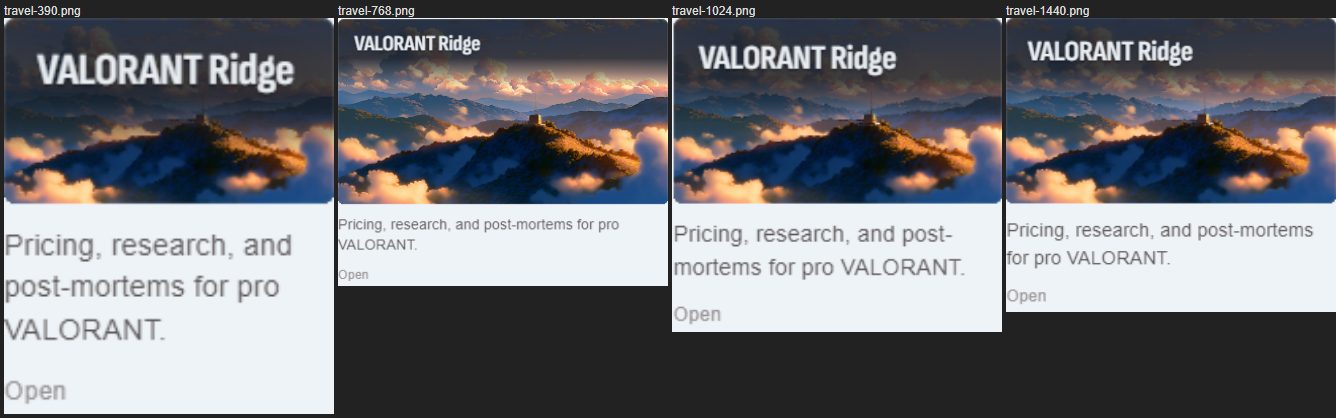 travel-390.png
VALORANT Ridge
Pricing, research, and
post-mortems for pro
VALORANT.
Open
travel-768.png
VALORANT Ridge
Pricing, research, and post-mortems for pro
VALORANT.
Open
travel-1024.png
VALORANT Ridge
Pricing, research, and post-
mortems for pro VALORANT.
Open
travel-1440.png
VALORANT Ridge
Pricing, research, and post-mortems
for pro VALORANT.
Open